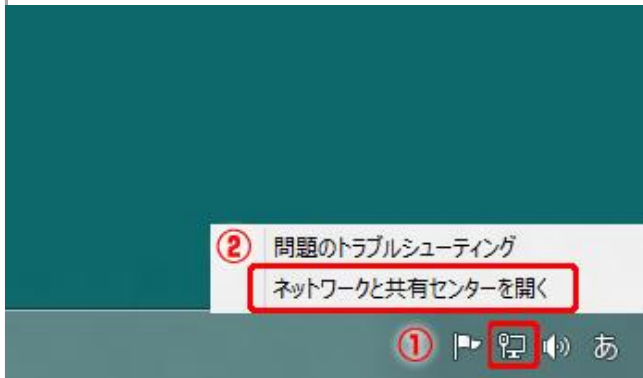 ② 問題のトラブルシューティング
ネットワークと共有センターを開く
① あ